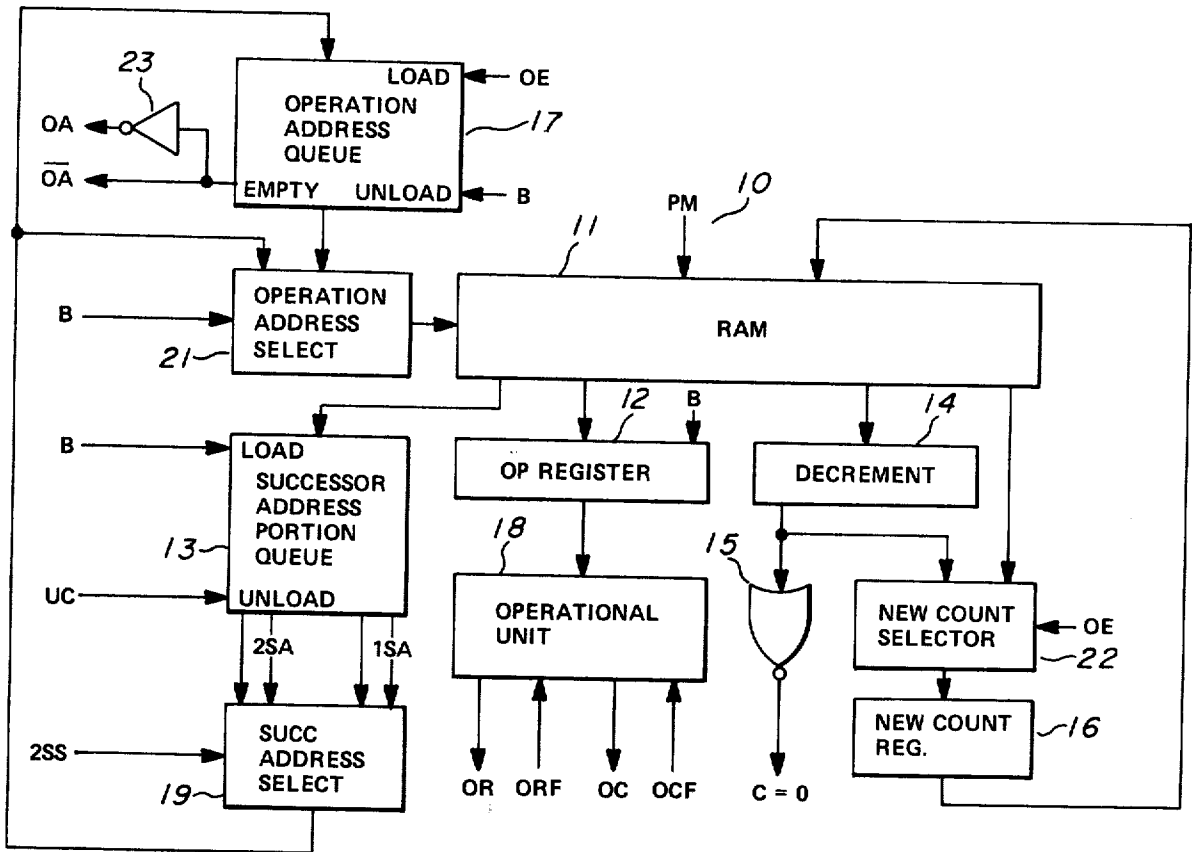 23
LOAD
OE
OPERATION
ADDRESS
QUEUE
17
OA
O̅A̅
EMPTY
UNLOAD
B
PM
10
11
B
OPERATION
ADDRESS
SELECT
21
RAM
B
LOAD
SUCCESSOR
ADDRESS
PORTION
QUEUE
13
UC
UNLOAD
2SA
1SA
12
B
OP REGISTER
14
DECREMENT
18
OPERATIONAL
UNIT
15
NEW COUNT
SELECTOR
OE
22
2SS
SUCC
ADDRESS
SELECT
19
OR
ORF
OC
OCF
C = 0
NEW COUNT
REG.
16